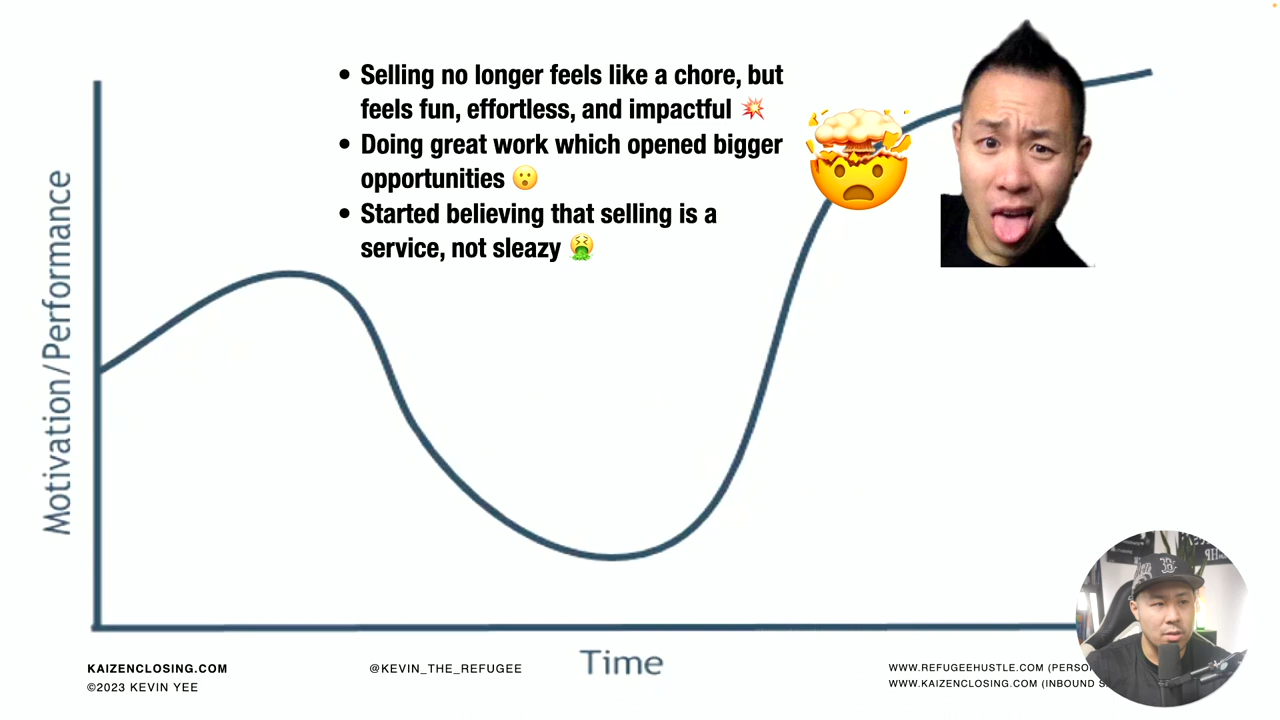 • Selling no longer feels like a chore, but
feels fun, effortless, and impactful 💥
• Doing great work which opened bigger
opportunities 😮
• Started believing that selling is a
service, not sleazy 🤮
Motivation/Performance
Time
KAIZENCLOSING.COM
©2023 KEVIN YEE
@KEVIN_THE_REFUGEE
WWW.REFUGEEHUSTLE.COM
WWW.KAIZENCLOSING.COM (INBOUND
B